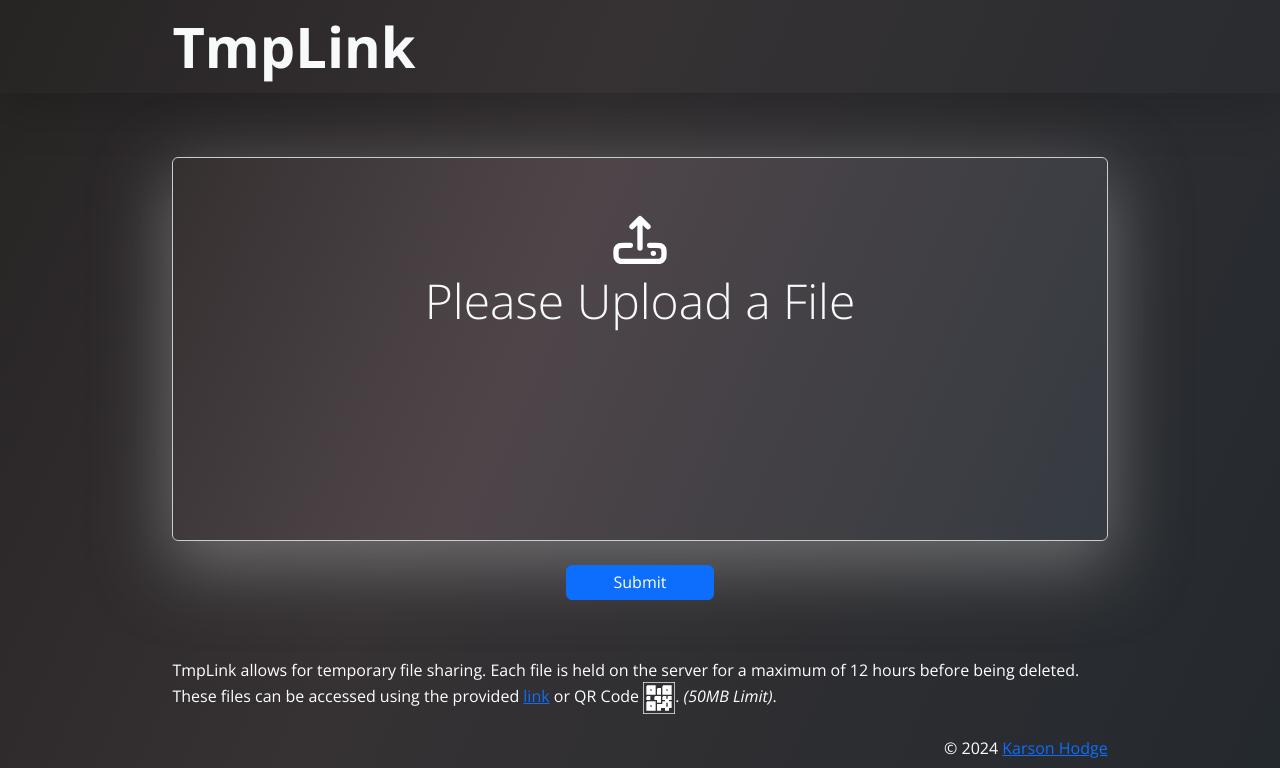 TmpLink
Please Upload a File
Submit
TmpLink allows for temporary file sharing. Each file is held on the server for a maximum of 12 hours before being deleted.
These files can be accessed using the provided link or QR Code . (50MB Limit).
© 2024 Karson Hodge